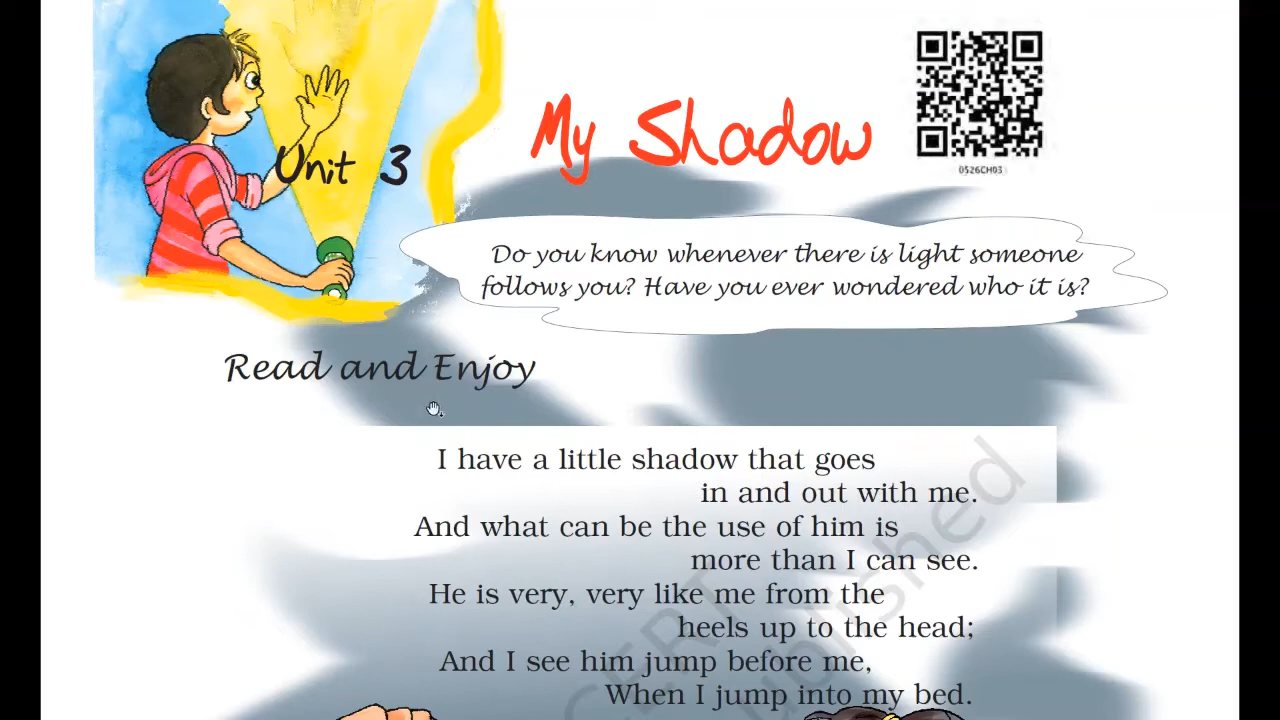 My Shadow
0526CH03
Unit 3
Do you know whenever there is light someone
follows you? Have you ever wondered who it is?
Read and Enjoy
I have a little shadow that goes
in and out with me.
And what can be the use of him is
more than I can see.
He is very, very like me from the
heels up to the head;
And I see him jump before me,
When I jump into my bed.